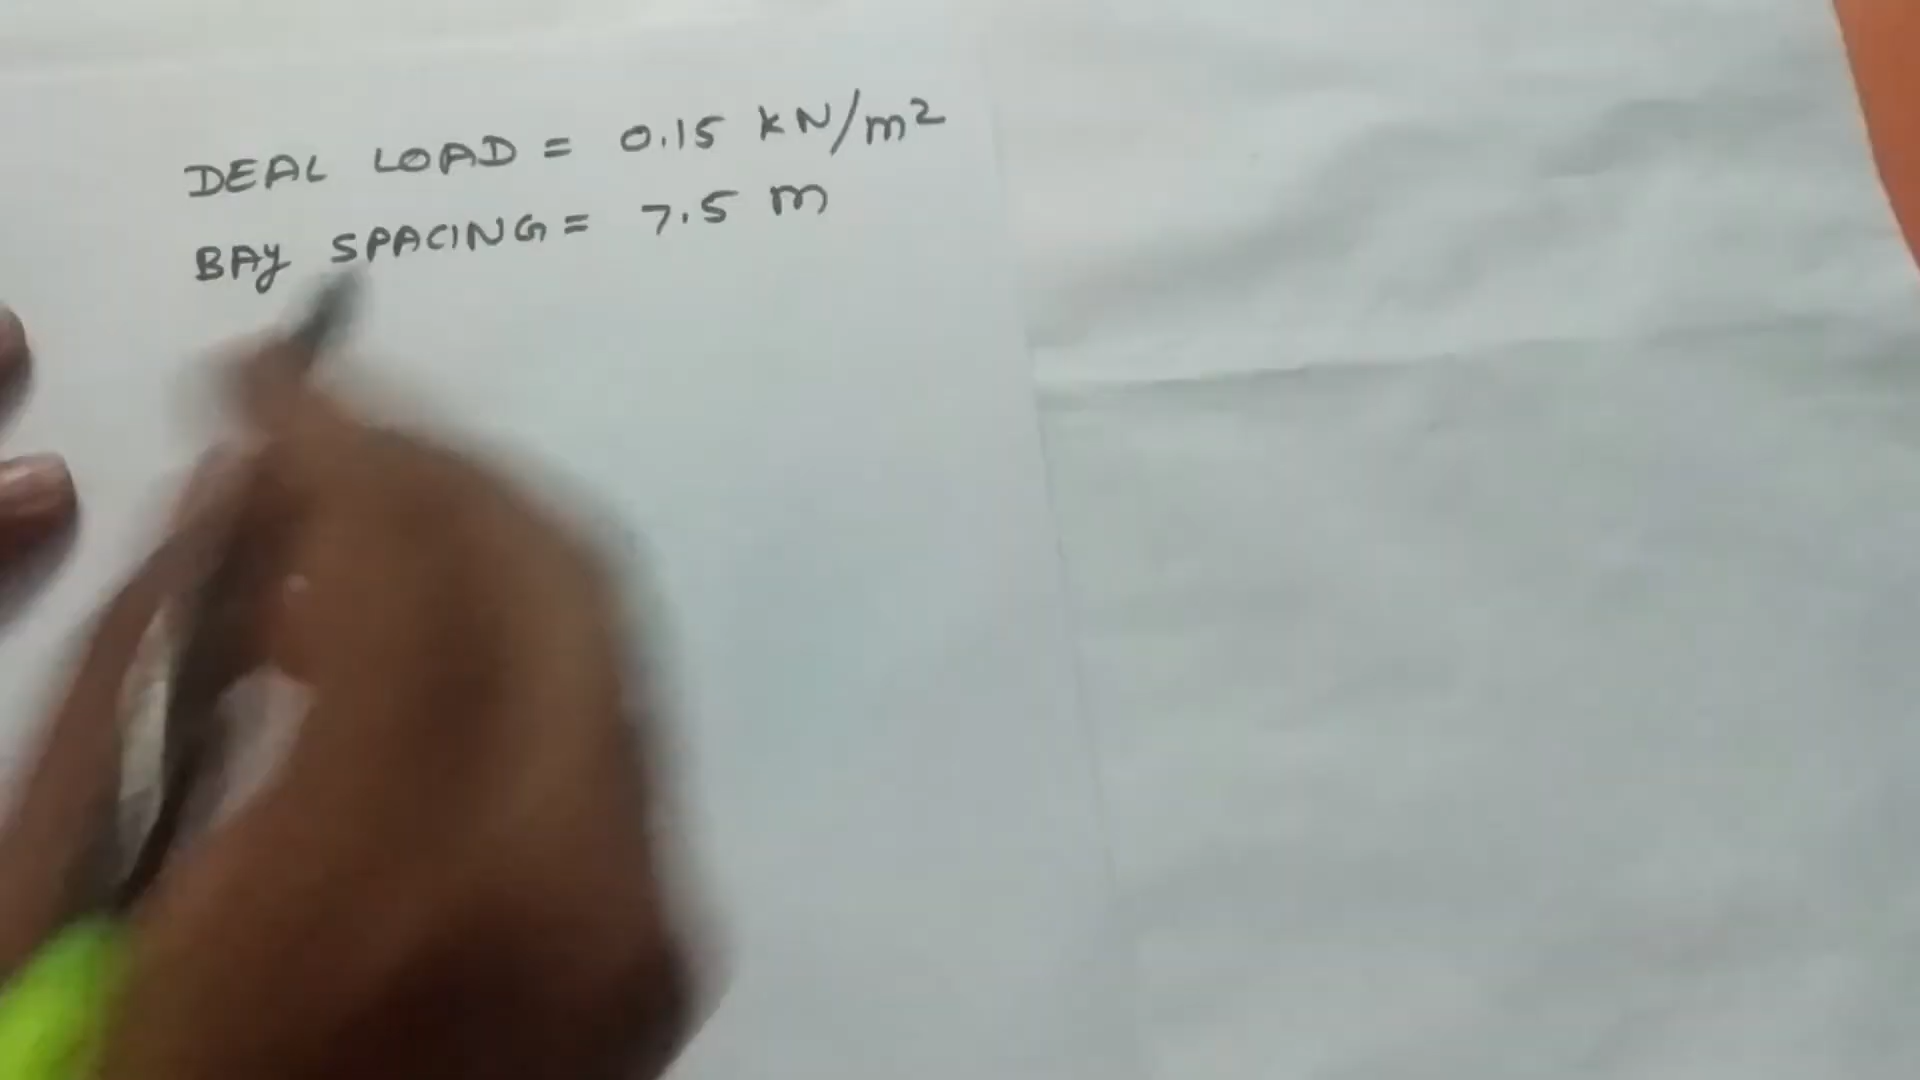 DEAL LOAD = 0.15 kN/m²
BAY SPACING = 7.5 m